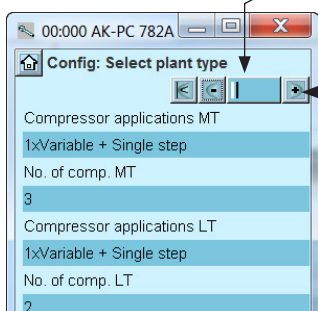 00:000 AK-PC 782A
Config: Select plant type
Compressor applications MT
1xVariable + Single step
No. of comp. MT
3
Compressor applications LT
1xVariable + Single step
No. of comp. LT
2